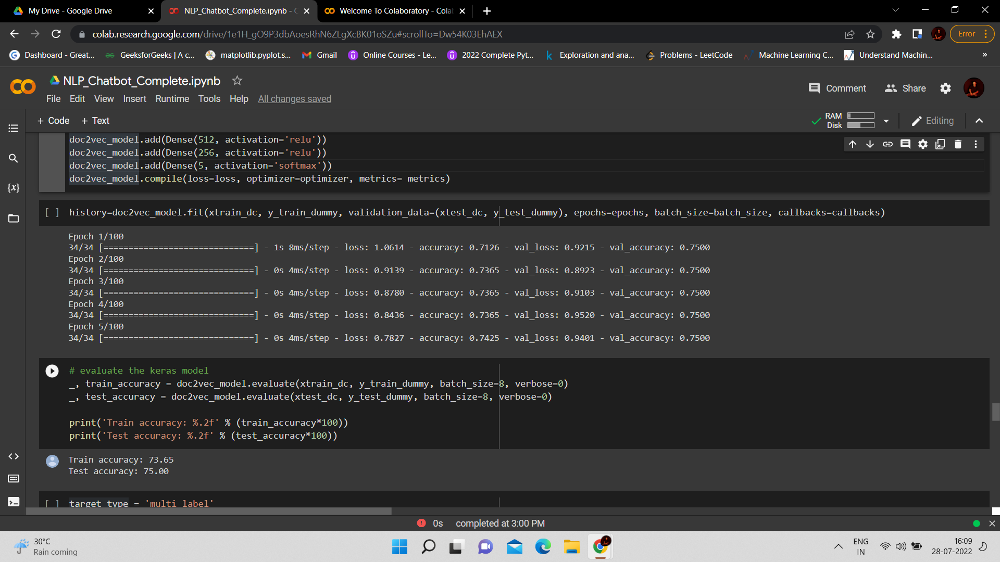 My Drive - Google Drive
NLP_Chatbot_Complete.ipynb - C
Welcome To Colaboratory - Cola
colab.research.google.com/drive/1e1H_gO9P3dbAoesRhN6ZLgXcBK01oSZu#scrollTo=Dw54K03EhAEX
Error
Dashboard - Great...
GeeksforGeeks | A c...
matplotlib.pyplot.s...
Gmail
Online Courses - Le...
2022 Complete Pyt...
Exploration and ana...
Problems - LeetCode
Machine Learning C...
Understand Machin...
»
NLP_Chatbot_Complete.ipynb
File Edit View Insert Runtime Tools Help All changes saved
Comment
Share
+ Code + Text
RAM
Disk
Editing
doc2vec_model.add(Dense(512, activation='relu'))
doc2vec_model.add(Dense(256, activation='relu'))
doc2vec_model.add(Dense(5, activation='softmax'))
doc2vec_model.compile(loss=loss, optimizer=optimizer, metrics= metrics)
[ ] history=doc2vec_model.fit(xtrain_dc, y_train_dummy, validation_data=(xtest_dc, y_test_dummy), epochs=epochs, batch_size=batch_size, callbacks=callbacks)
Epoch 1/100
34/34 [==============================] - 1s 8ms/step - loss: 1.0614 - accuracy: 0.7126 - val_loss: 0.9215 - val_accuracy: 0.7500
Epoch 2/100
34/34 [==============================] - 0s 4ms/step - loss: 0.9139 - accuracy: 0.7365 - val_loss: 0.8923 - val_accuracy: 0.7500
Epoch 3/100
34/34 [==============================] - 0s 4ms/step - loss: 0.8780 - accuracy: 0.7365 - val_loss: 0.9103 - val_accuracy: 0.7500
Epoch 4/100
34/34 [==============================] - 0s 4ms/step - loss: 0.8436 - accuracy: 0.7365 - val_loss: 0.9520 - val_accuracy: 0.7500
Epoch 5/100
34/34 [==============================] - 0s 4ms/step - loss: 0.7827 - accuracy: 0.7425 - val_loss: 0.9401 - val_accuracy: 0.7500
# evaluate the keras model
_, train_accuracy = doc2vec_model.evaluate(xtrain_dc, y_train_dummy, batch_size=8, verbose=0)
_, test_accuracy = doc2vec_model.evaluate(xtest_dc, y_test_dummy, batch_size=8, verbose=0)
print('Train accuracy: %.2f' % (train_accuracy*100))
print('Test accuracy: %.2f' % (test_accuracy*100))
Train accuracy: 73.65
Test accuracy: 75.00
[ ] target_type = 'multi_label'
0s completed at 3:00 PM
30°C
Rain coming
ENG
IN
16:09
28-07-2022